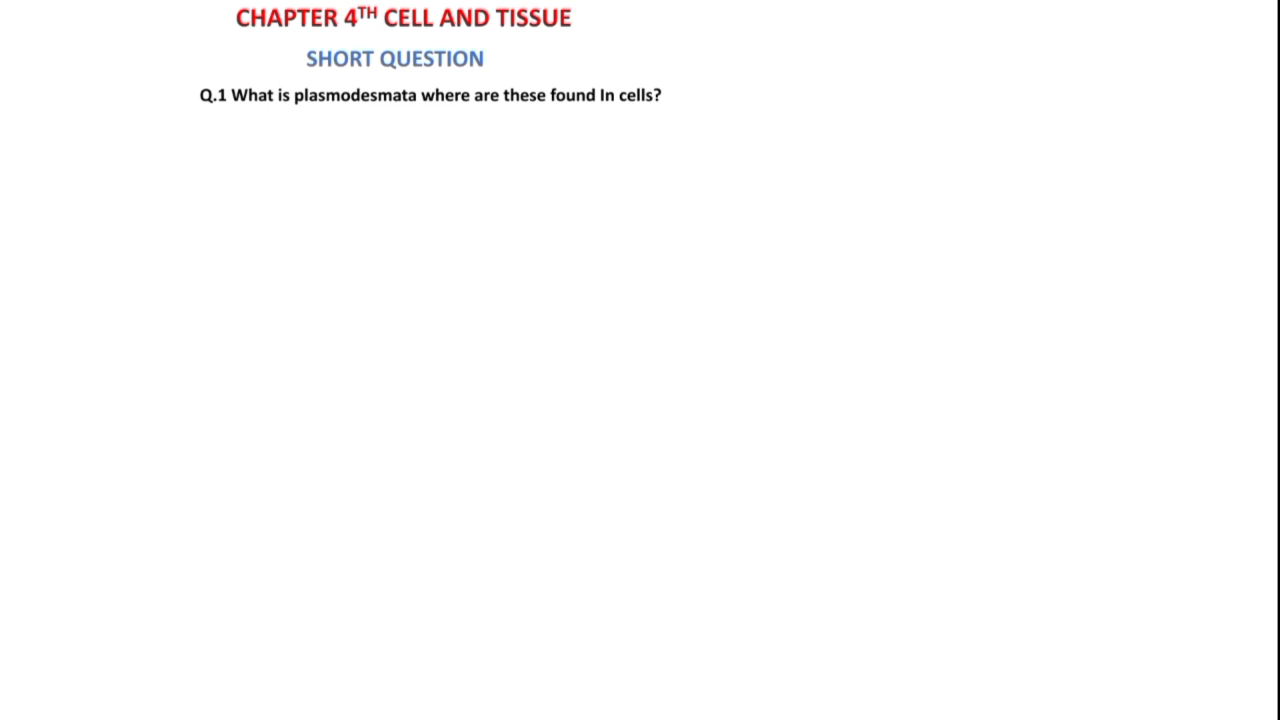 CHAPTER 4TH CELL AND TISSUE
SHORT QUESTION
Q.1 What is plasmodesmata where are these found In cells?